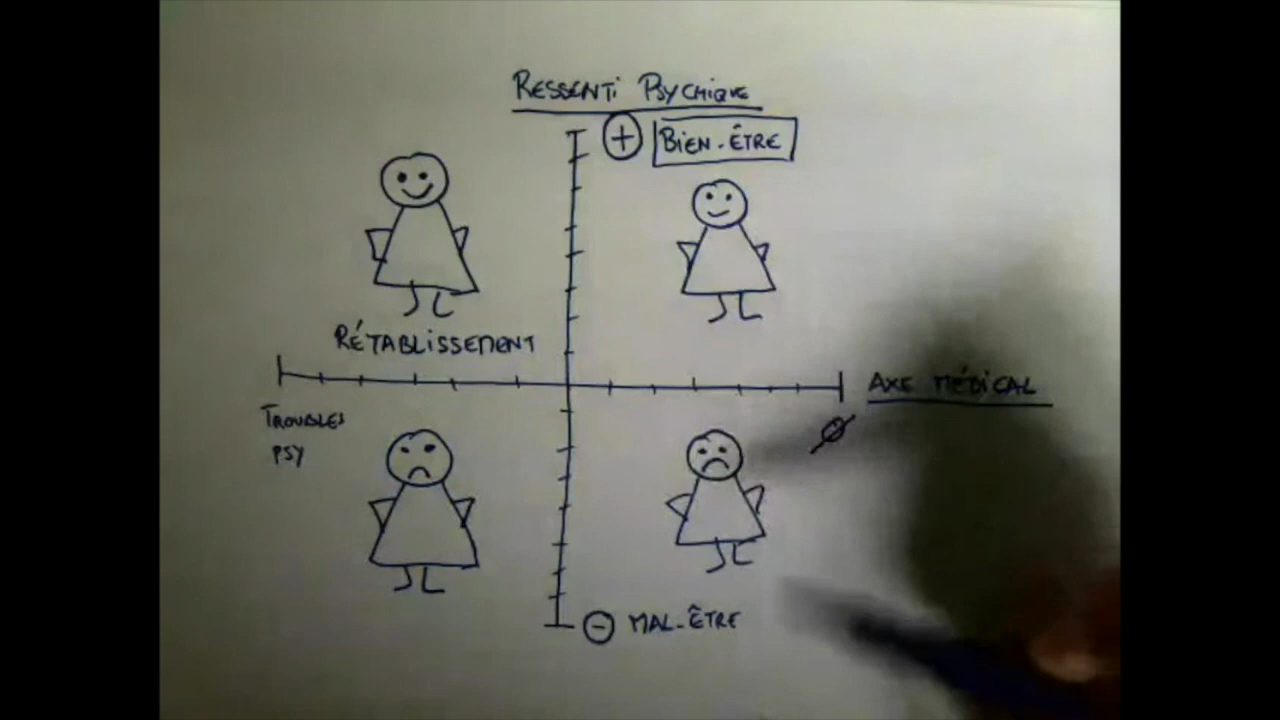 RESSENTI PSYCHIQUE
+ BIEN-ÊTRE
RÉTABLISSEMENT
AXE MÉDICAL
TROUBLES
PSY
Ø
- MAL-ÊTRE